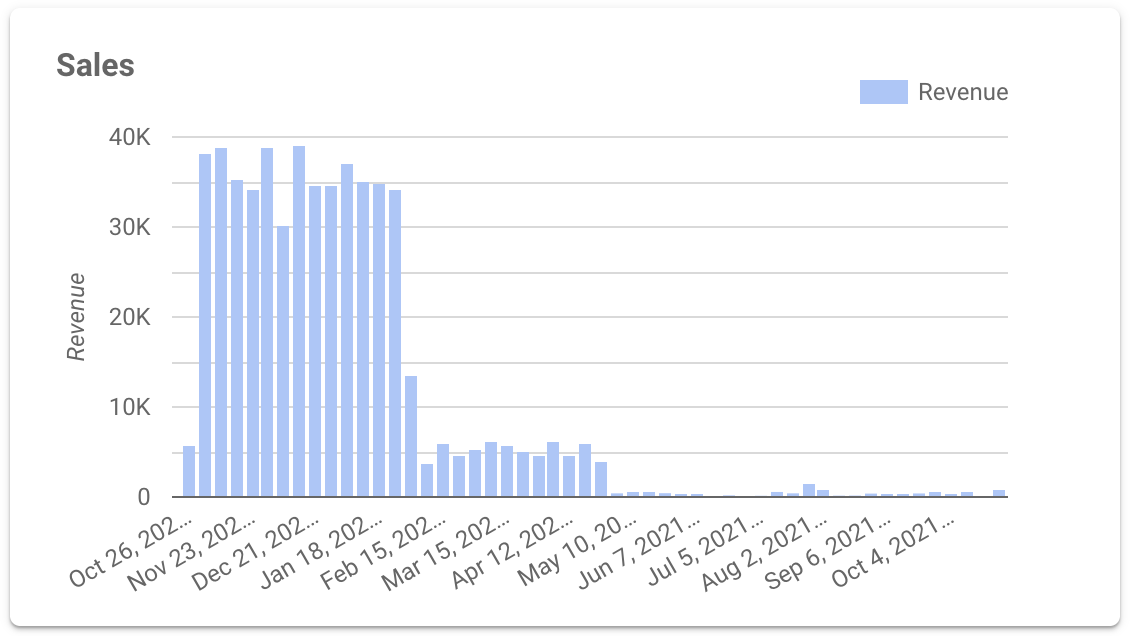 Sales
Revenue
40K
30K
20K
10K
0
Revenue
Oct 26, 202...
Nov 23, 202...
Dec 21, 202...
Jan 18, 202...
Feb 15, 202...
Mar 15, 202...
Apr 12, 202...
May 10, 20...
Jun 7, 2021...
Jul 5, 2021...
Aug 2, 2021...
Sep 6, 2021...
Oct 4, 2021...